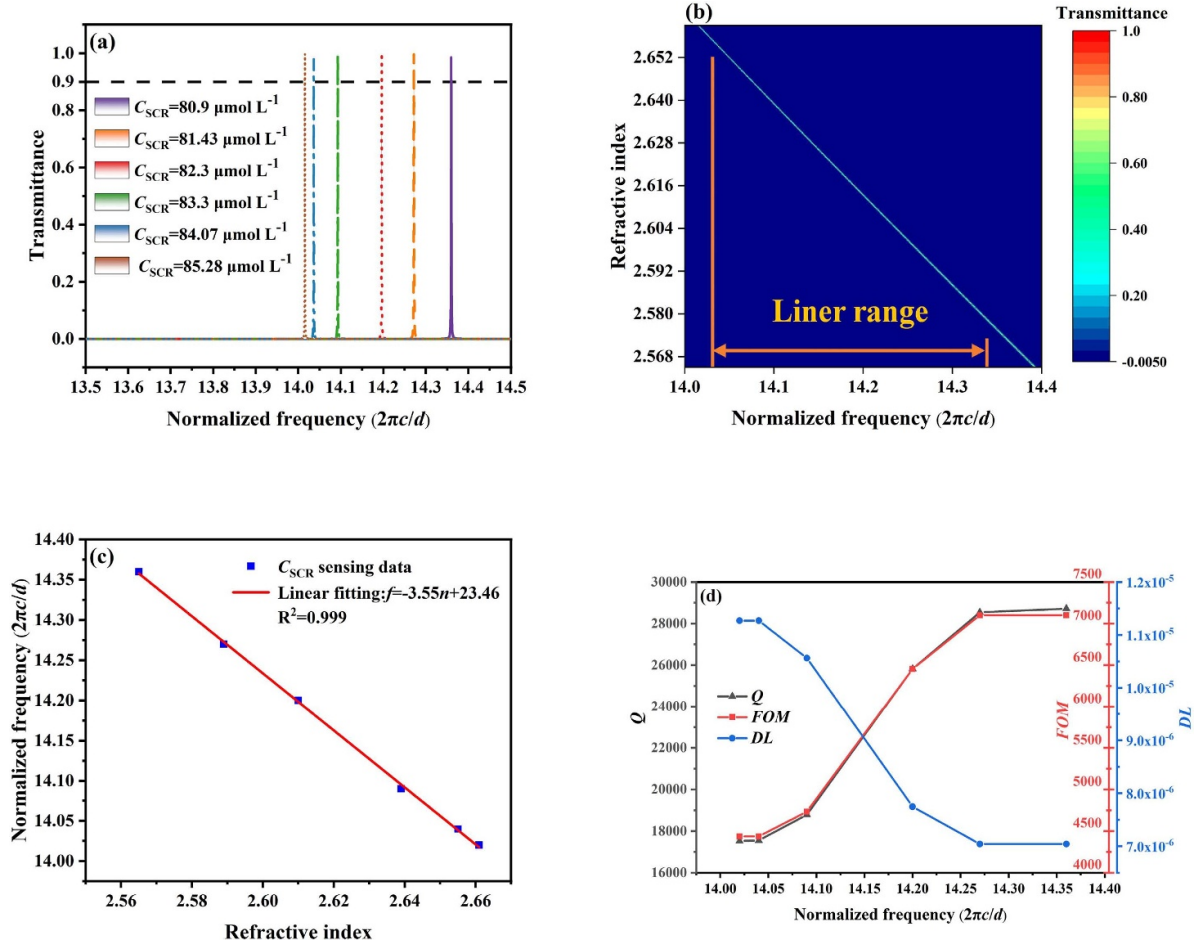 (a)
1.0
0.9
0.8
0.6
0.4
0.2
0.0
Transmittance
C_SCR=80.9 μmol L⁻¹
C_SCR=81.43 μmol L⁻¹
C_SCR=82.3 μmol L⁻¹
C_SCR=83.3 μmol L⁻¹
C_SCR=84.07 μmol L⁻¹
C_SCR=85.28 μmol L⁻¹
13.5 13.6 13.7 13.8 13.9 14.0 14.1 14.2 14.3 14.4 14.5
Normalized frequency (2πc/d)
(b)
2.652
2.640
2.628
2.616
2.604
2.592
2.580
2.568
Refractive index
Liner range
14.0 14.1 14.2 14.3 14.4
Normalized frequency (2πc/d)
Transmittance
1.0
0.80
0.60
0.40
0.20
-0.0050
(c)
14.40
14.35
14.30
14.25
14.20
14.15
14.10
14.05
14.00
Normalized frequency (2πc/d)
C_SCR sensing data
Linear fitting:f=-3.55n+23.46
R²=0.999
2.56 2.58 2.60 2.62 2.64 2.66
Refractive index
(d)
30000
28000
26000
24000
22000
20000
18000
16000
Q
Q
FOM
DL
14.00 14.05 14.10 14.15 14.20 14.25 14.30 14.35 14.40
Normalized frequency (2πc/d)
7500
7000
6500
6000
5500
5000
4500
4000
FOM
1.2x10⁻⁵
1.1x10⁻⁵
1.0x10⁻⁵
9.0x10⁻⁶
8.0x10⁻⁶
7.0x10⁻⁶
DL